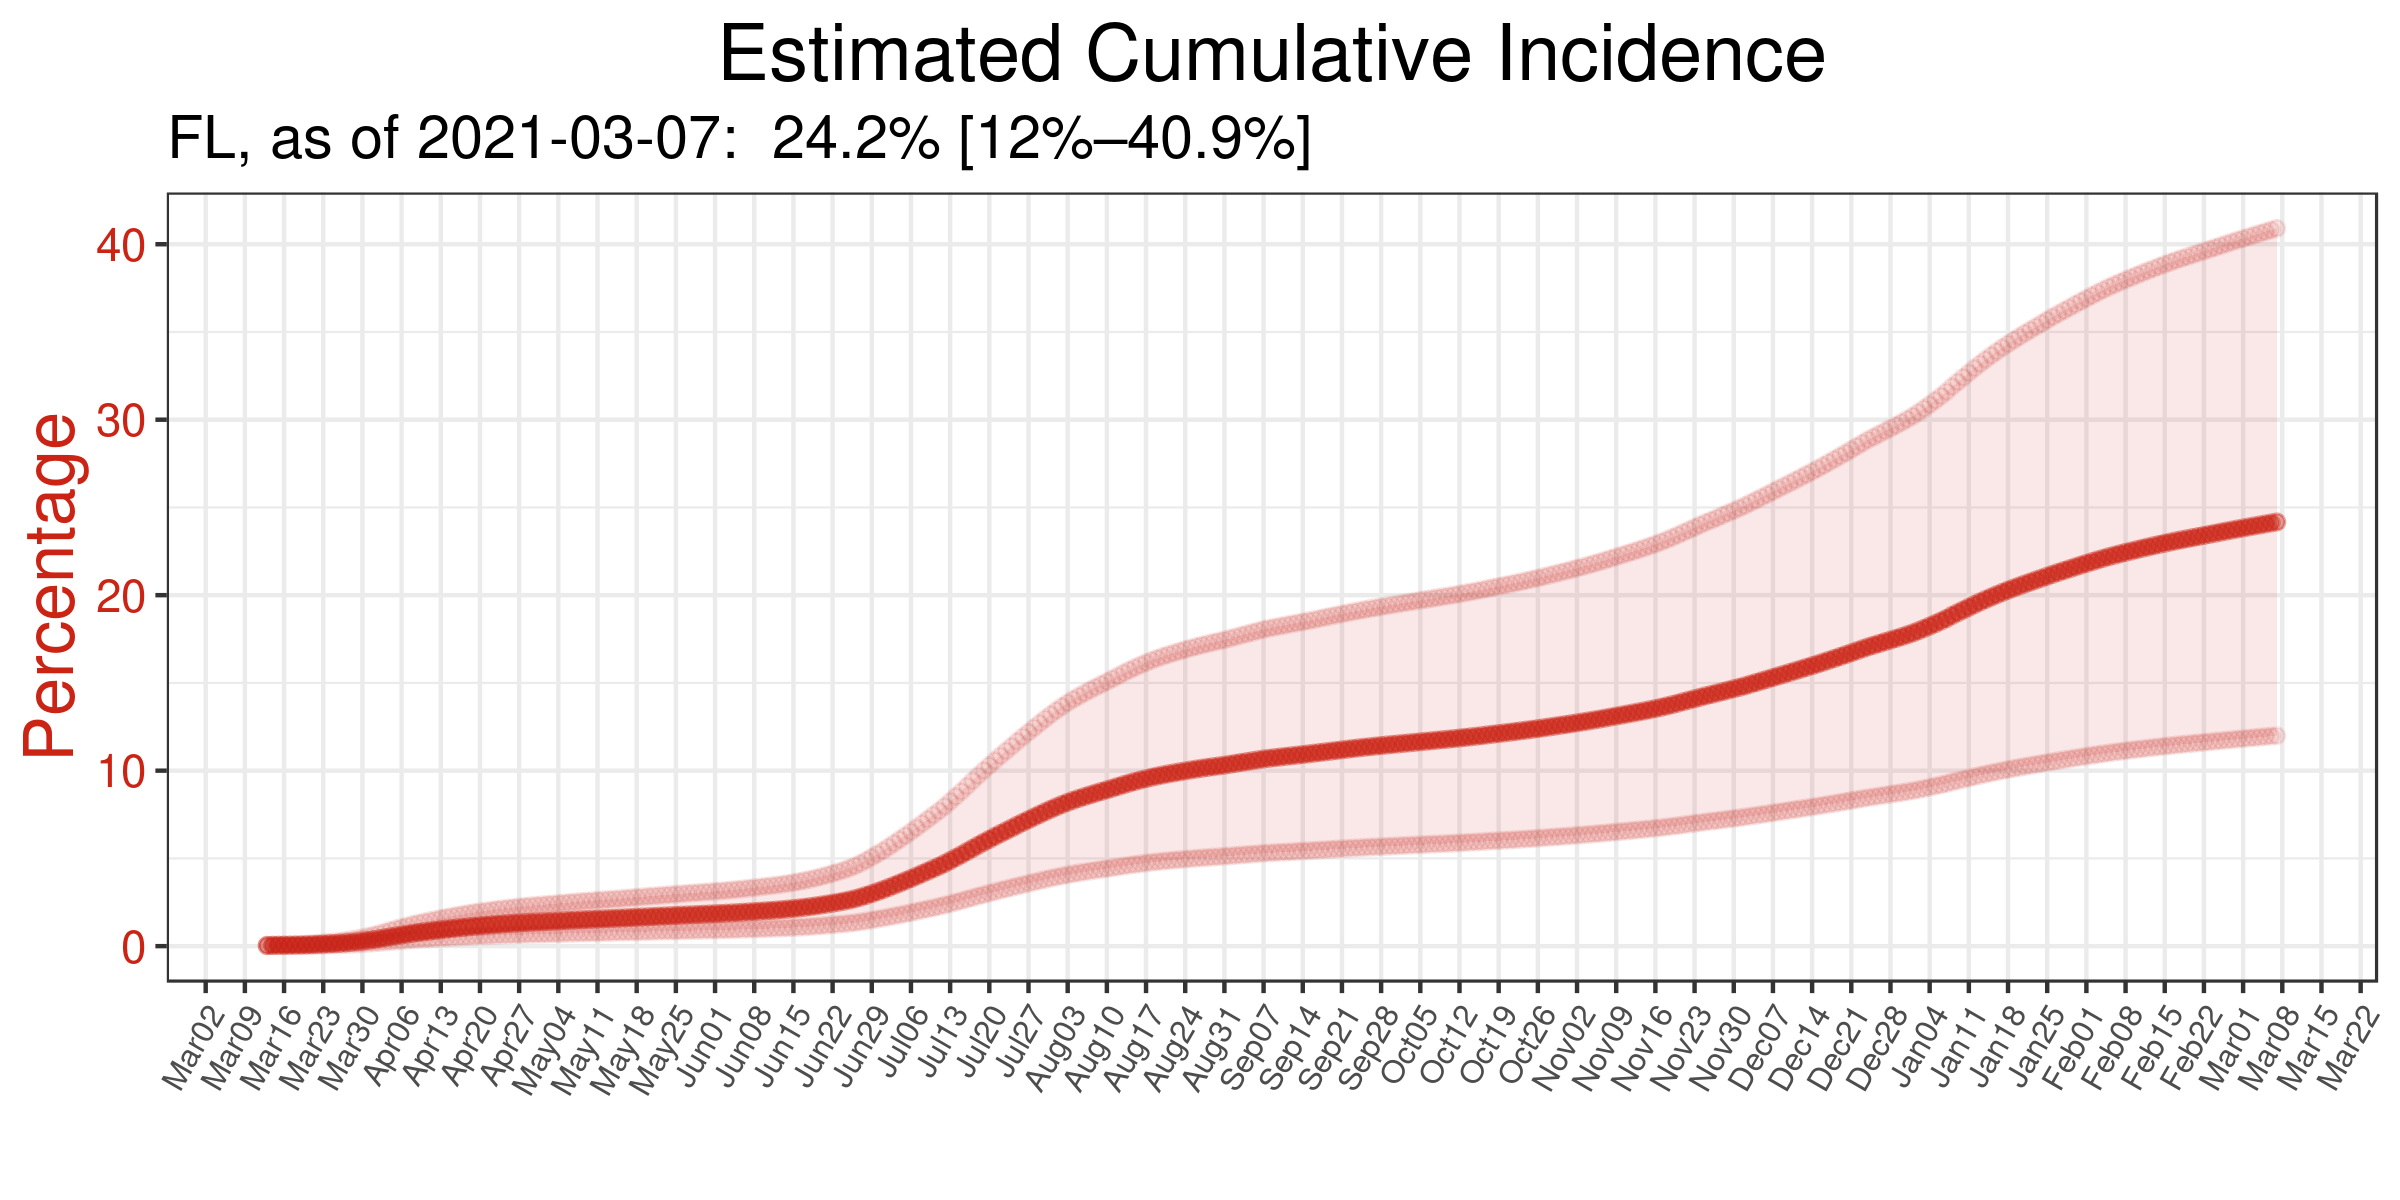 Estimated Cumulative Incidence
FL, as of 2021-03-07:  24.2% [12%–40.9%]
Percentage
40
30
20
10
0
Mar02
Mar09
Mar16
Mar23
Mar30
Apr06
Apr13
Apr20
Apr27
May04
May11
May18
May25
Jun01
Jun08
Jun15
Jun22
Jun29
Jul06
Jul13
Jul20
Jul27
Aug03
Aug10
Aug17
Aug24
Aug31
Sep07
Sep14
Sep21
Sep28
Oct05
Oct12
Oct19
Oct26
Nov02
Nov09
Nov16
Nov23
Nov30
Dec07
Dec14
Dec21
Dec28
Jan04
Jan11
Jan18
Jan25
Feb01
Feb08
Feb15
Feb22
Mar01
Mar08
Mar15
Mar22